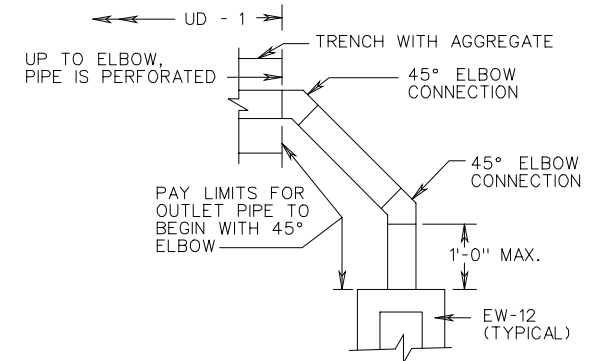 UD - 1
TRENCH WITH AGGREGATE
UP TO ELBOW,
PIPE IS PERFORATED
45° ELBOW
CONNECTION
45° ELBOW
CONNECTION
PAY LIMITS FOR
OUTLET PIPE TO
BEGIN WITH 45°
ELBOW
1'-0" MAX.
EW-12
(TYPICAL)